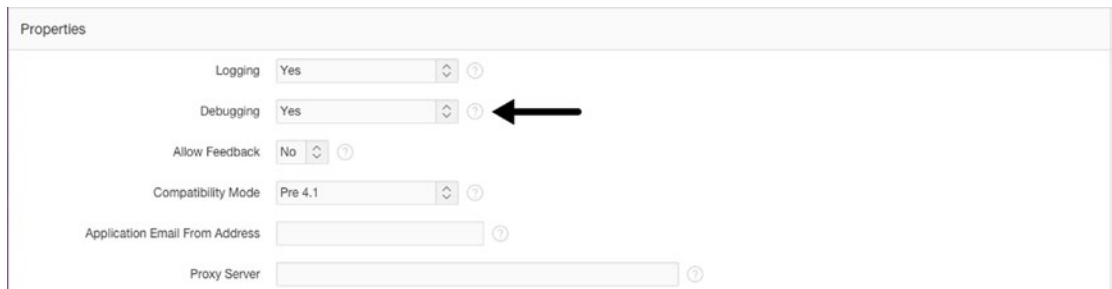 Properties
Logging Yes ?
Debugging Yes ?
Allow Feedback No ?
Compatibility Mode Pre 4.1 ?
Application Email From Address ?
Proxy Server ?